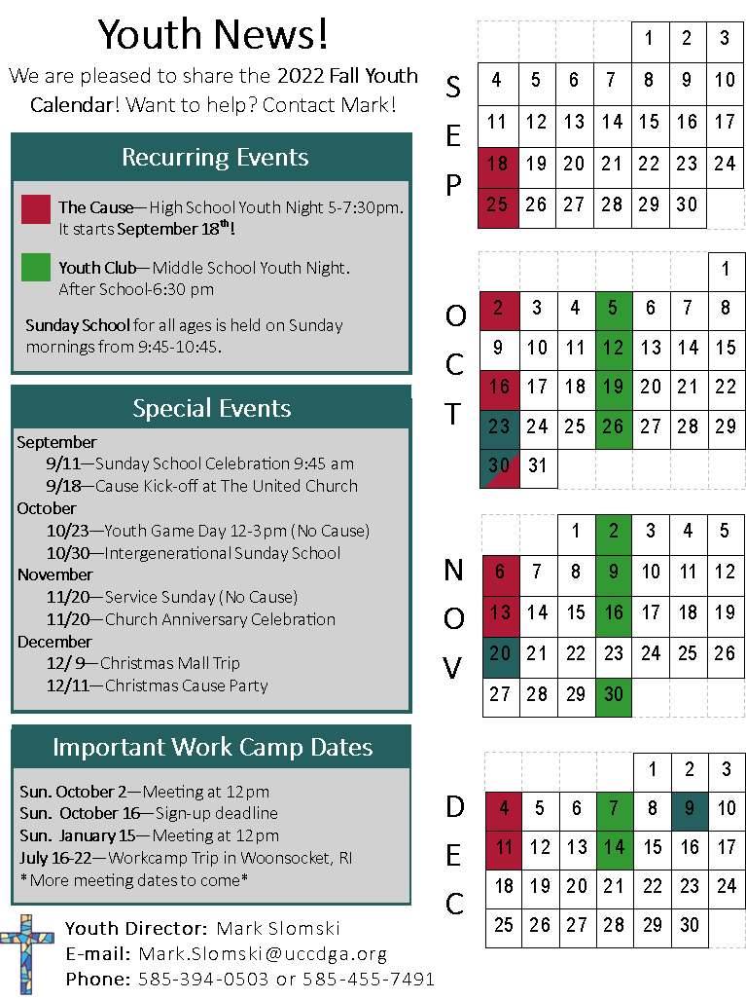 Youth News!
We are pleased to share the 2022 Fall Youth
Calendar! Want to help? Contact Mark!
Recurring Events
The Cause—High School Youth Night 5-7:30pm.
It starts September 18th!
Youth Club—Middle School Youth Night.
After School-6:30 pm
Sunday School for all ages is held on Sunday
mornings from 9:45-10:45.
Special Events
September
9/11—Sunday School Celebration 9:45 am
9/18—Cause Kick-off at The United Church
October
10/23—Youth Game Day 12-3pm (No Cause)
10/30—Intergenerational Sunday School
November
11/20—Service Sunday (No Cause)
11/20—Church Anniversary Celebration
December
12/ 9—Christmas Mall Trip
12/11—Christmas Cause Party
Important Work Camp Dates
Sun. October 2—Meeting at 12pm
Sun. October 16—Sign-up deadline
Sun. January 15—Meeting at 12pm
July 16-22—Workcamp Trip in Woonsocket, RI
*More meeting dates to come*
Youth Director: Mark Slomski
E-mail: Mark.Slomski@uccdga.org
Phone: 585-394-0503 or 585-455-7491
SEP
1 2 3
4 5 6 7 8 9 10
11 12 13 14 15 16 17
18 19 20 21 22 23 24
25 26 27 28 29 30
OCT
1
2 3 4 5 6 7 8
9 10 11 12 13 14 15
16 17 18 19 20 21 22
23 24 25 26 27 28 29
30 31
NOV
1 2 3 4 5
6 7 8 9 10 11 12
13 14 15 16 17 18 19
20 21 22 23 24 25 26
27 28 29 30
DEC
1 2 3
4 5 6 7 8 9 10
11 12 13 14 15 16 17
18 19 20 21 22 23 24
25 26 27 28 29 30